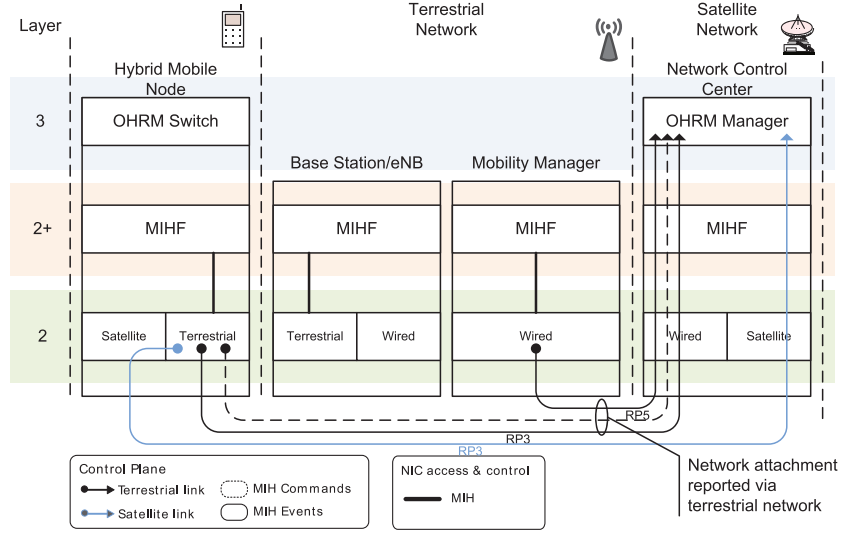 Layer
Terrestrial
Network
Satellite
Network
Hybrid Mobile
Node
Network Control
Center
3
OHRM Switch
OHRM Manager
Base Station/eNB
Mobility Manager
2+
MIHF
MIHF
MIHF
MIHF
2
Satellite
Terrestrial
Terrestrial
Wired
Wired
Wired
Satellite
RP5
RP3
RP3
Control Plane
Terrestrial link
MIH Commands
Satellite link
MIH Events
NIC access & control
MIH
Network attachment
reported via
terrestrial network